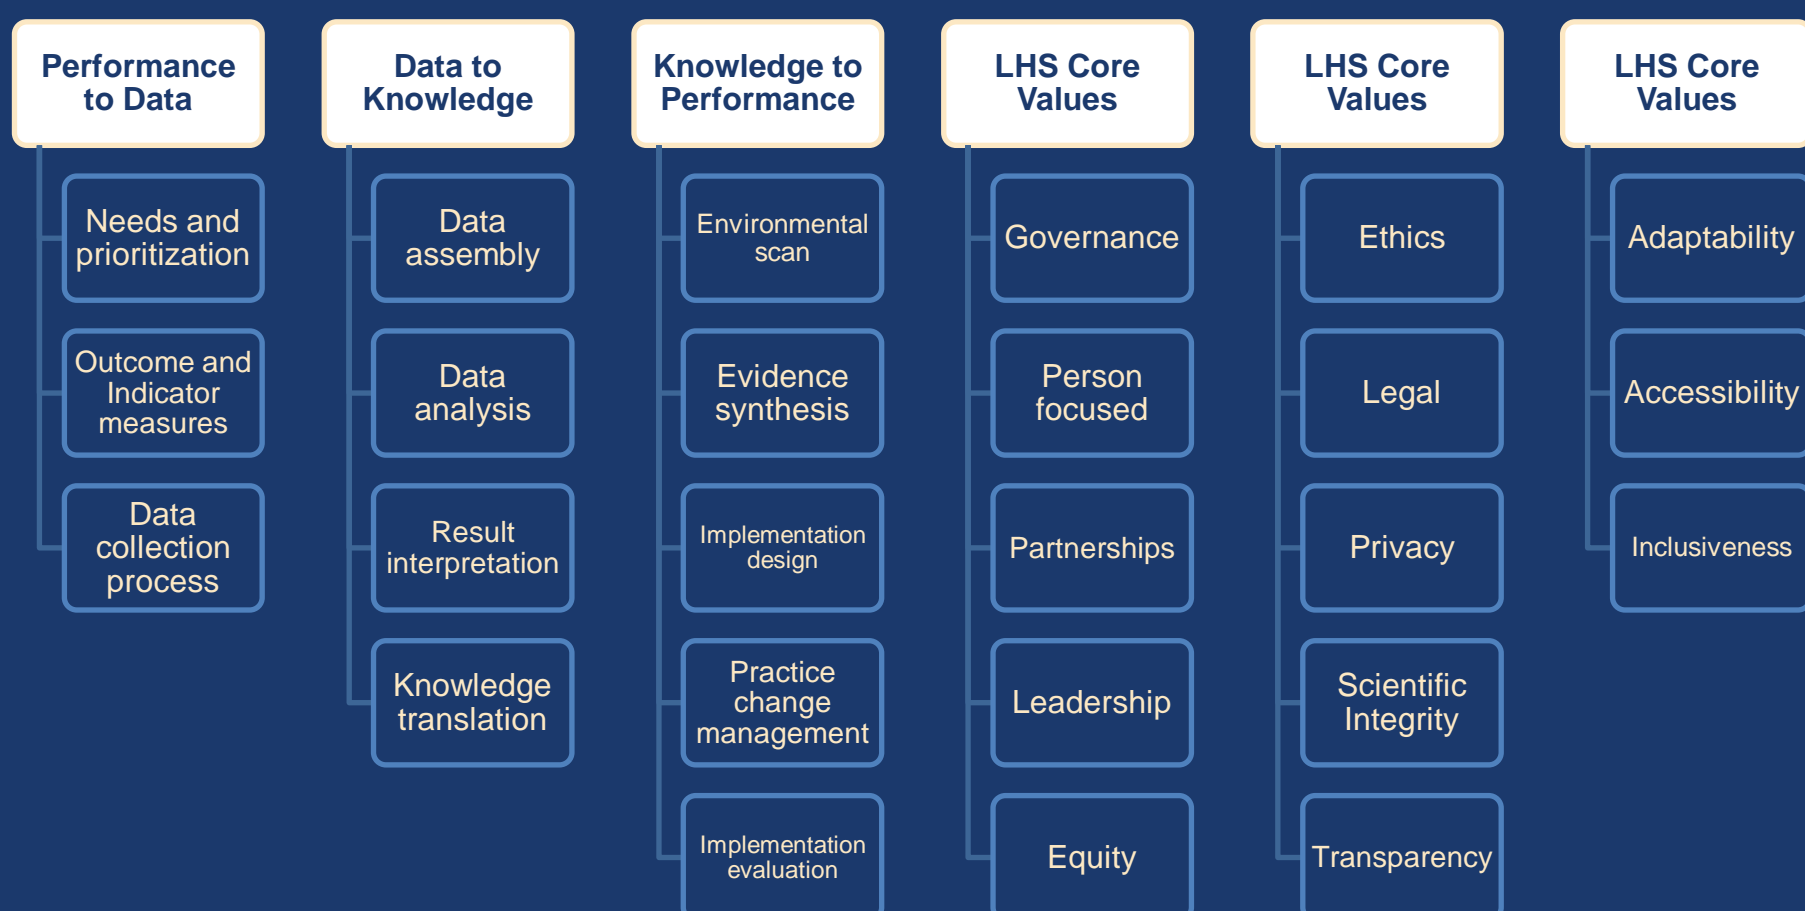 Performance
to Data
Needs and
prioritization
Outcome and
Indicator
measures
Data
collection
process
Data to
Knowledge
Data
assembly
Data
analysis
Result
interpretation
Knowledge
translation
Knowledge to
Performance
Environmental
scan
Evidence
synthesis
Implementation
design
Practice
change
management
Implementation
evaluation
LHS Core
Values
Governance
Person
focused
Partnerships
Leadership
Equity
LHS Core
Values
Ethics
Legal
Privacy
Scientific
Integrity
Transparency
LHS Core
Values
Adaptability
Accessibility
Inclusiveness